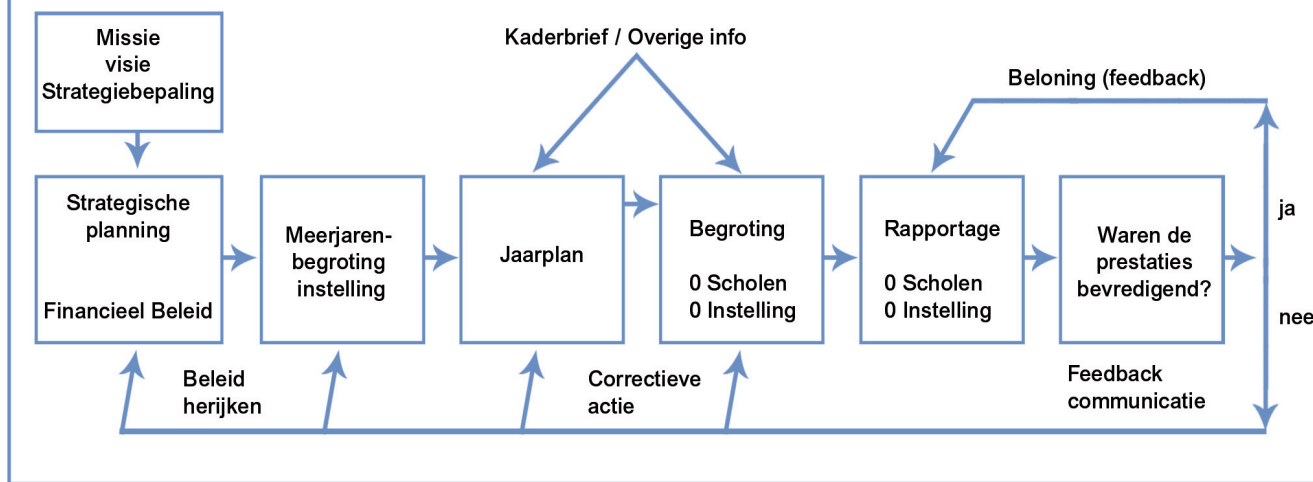 Missie
visie
Strategiebepaling
Kaderbrief / Overige info
Beloning (feedback)
Strategische
planning
Financieel Beleid
Meerjaren-
begroting
instelling
Jaarplan
Begroting
0 Scholen
0 Instelling
Rapportage
0 Scholen
0 Instelling
Waren de
prestaties
bevredigend?
ja
nee
Beleid
herijken
Correctieve
actie
Feedback
communicatie